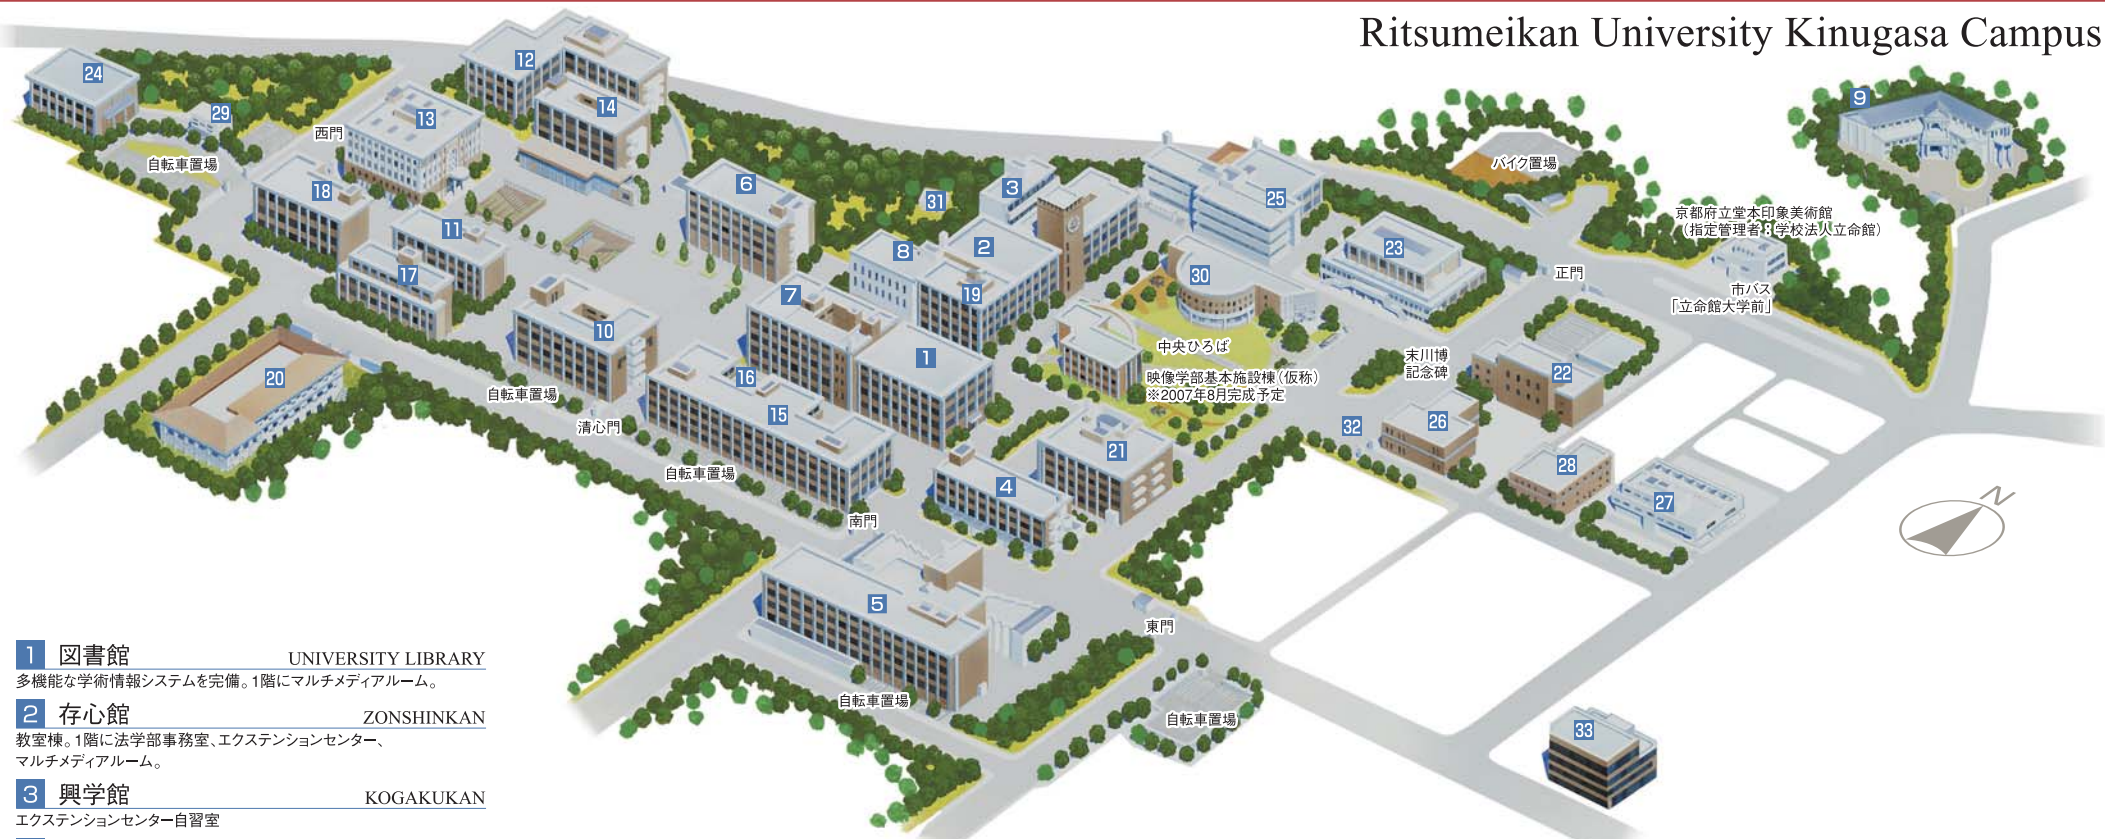 Ritsumeikan University Kinugasa Campus
12
24
14
9
29
13
西門
自転車置場
バイク置場
6
18
3
31
25
京都府立堂本印象美術館
(指定管理者:学校法人立命館)
11
8
2
23
17
30
正門
7
19
市バス
「立命館大学前」
10
中央ひろば
1
末川博
記念碑
20
16
映像学部基本施設棟(仮称)
※2007年8月完成予定
22
自転車置場
15
清心門
32
26
21
28
自転車置場
4
27
N
南門
5
東門
自転車置場
自転車置場
33
1 図書館 UNIVERSITY LIBRARY
多機能な学術情報システムを完備。1階にマルチメディアルーム。
2 存心館 ZONSHINKAN
教室棟。1階に法学部事務室、エクステンションセンター、
マルチメディアルーム。
3 興学館 KOGAKUKAN
エクステンションセンター自習室